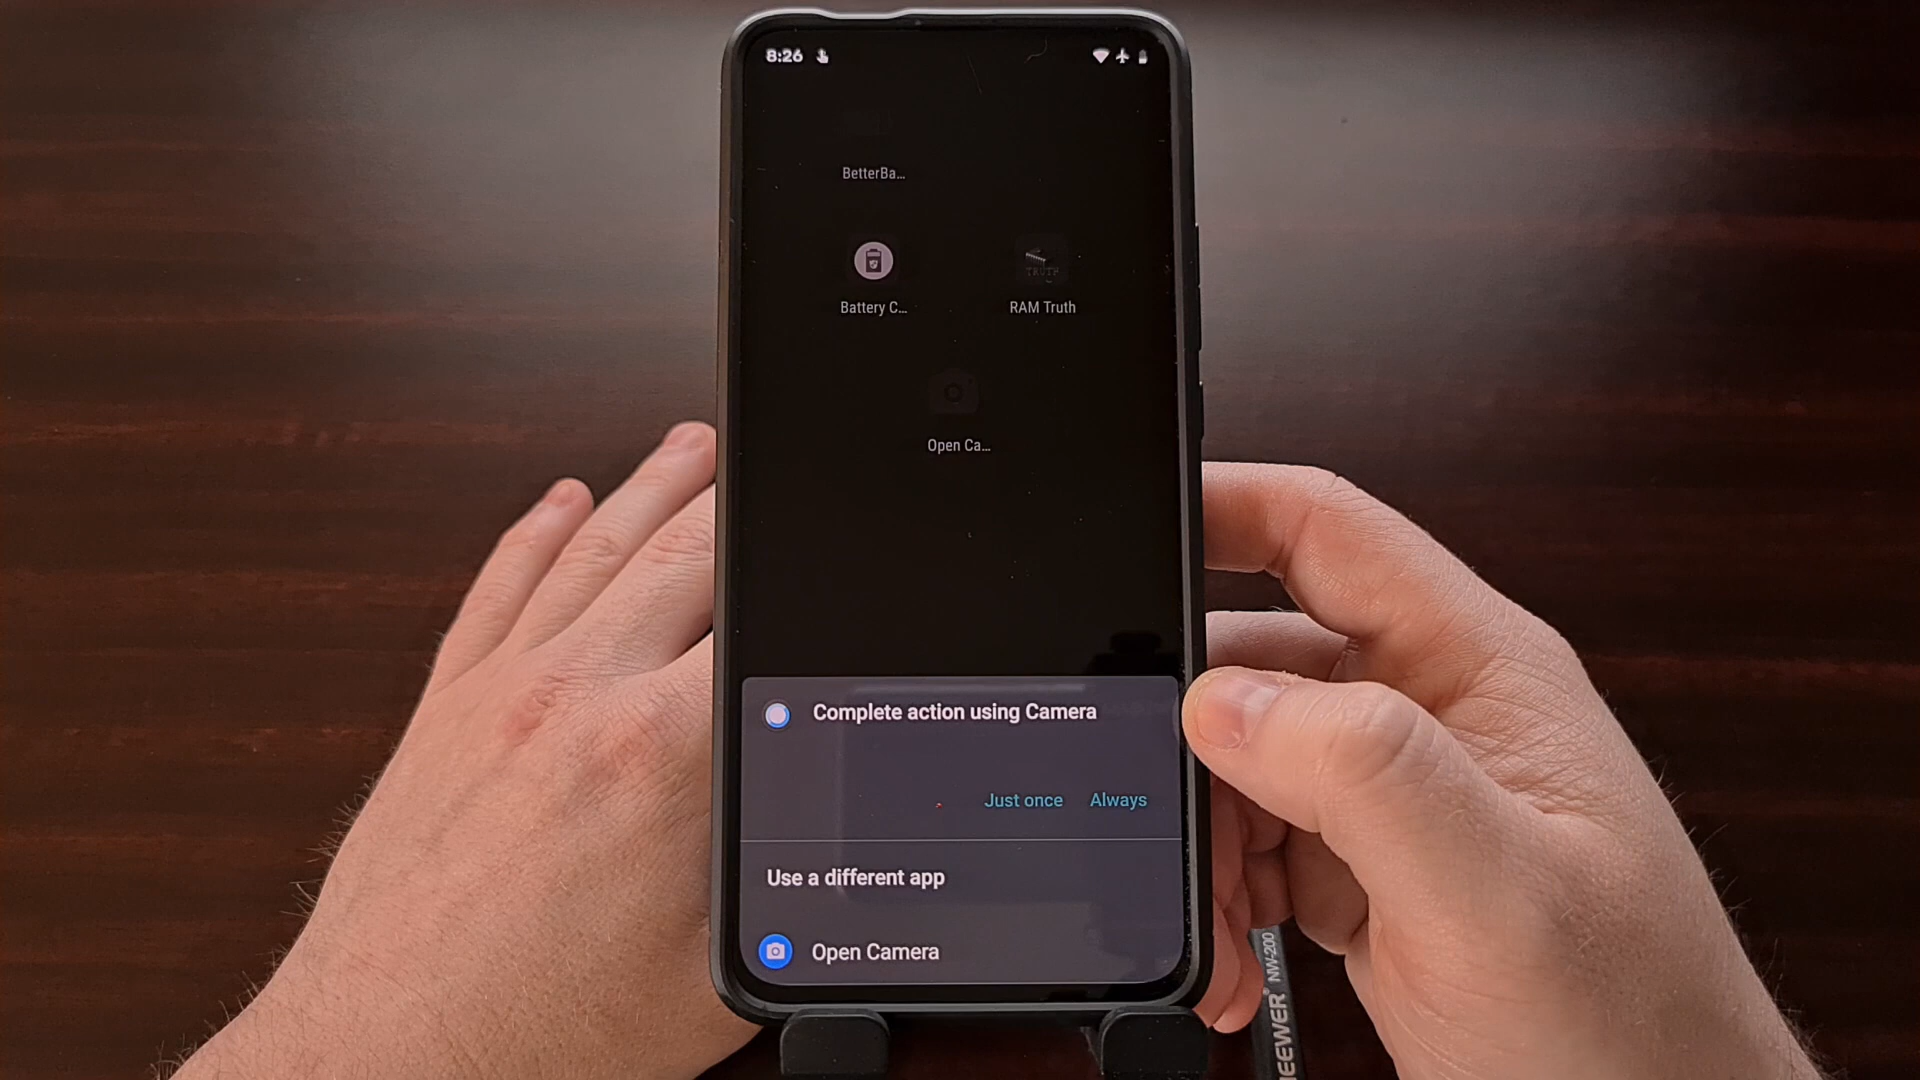 8:26
BetterBa...
TRUTH
Battery C...
RAM Truth
Open Ca...
Complete action using Camera
Just once
Always
Use a different app
Open Camera
NEEWER® NW-200